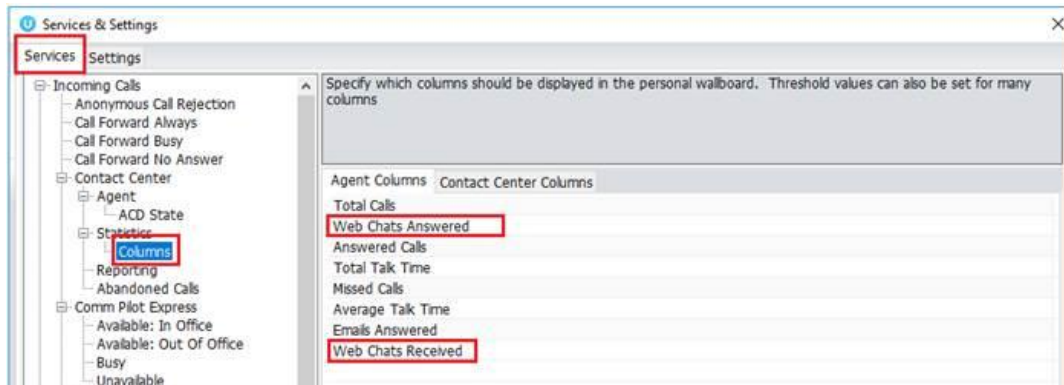 Services & Settings
Services
Settings
Incoming Calls
Anonymous Call Rejection
Call Forward Always
Call Forward Busy
Call Forward No Answer
Contact Center
Agent
ACD State
Statistics
Columns
Reporting
Abandoned Calls
Comm Pilot Express
Available: In Office
Available: Out Of Office
Busy
Unavailable
Specify which columns should be displayed in the personal wallboard. Threshold values can also be set for many
columns
Agent Columns
Contact Center Columns
Total Calls
Web Chats Answered
Answered Calls
Total Talk Time
Missed Calls
Average Talk Time
Emails Answered
Web Chats Received